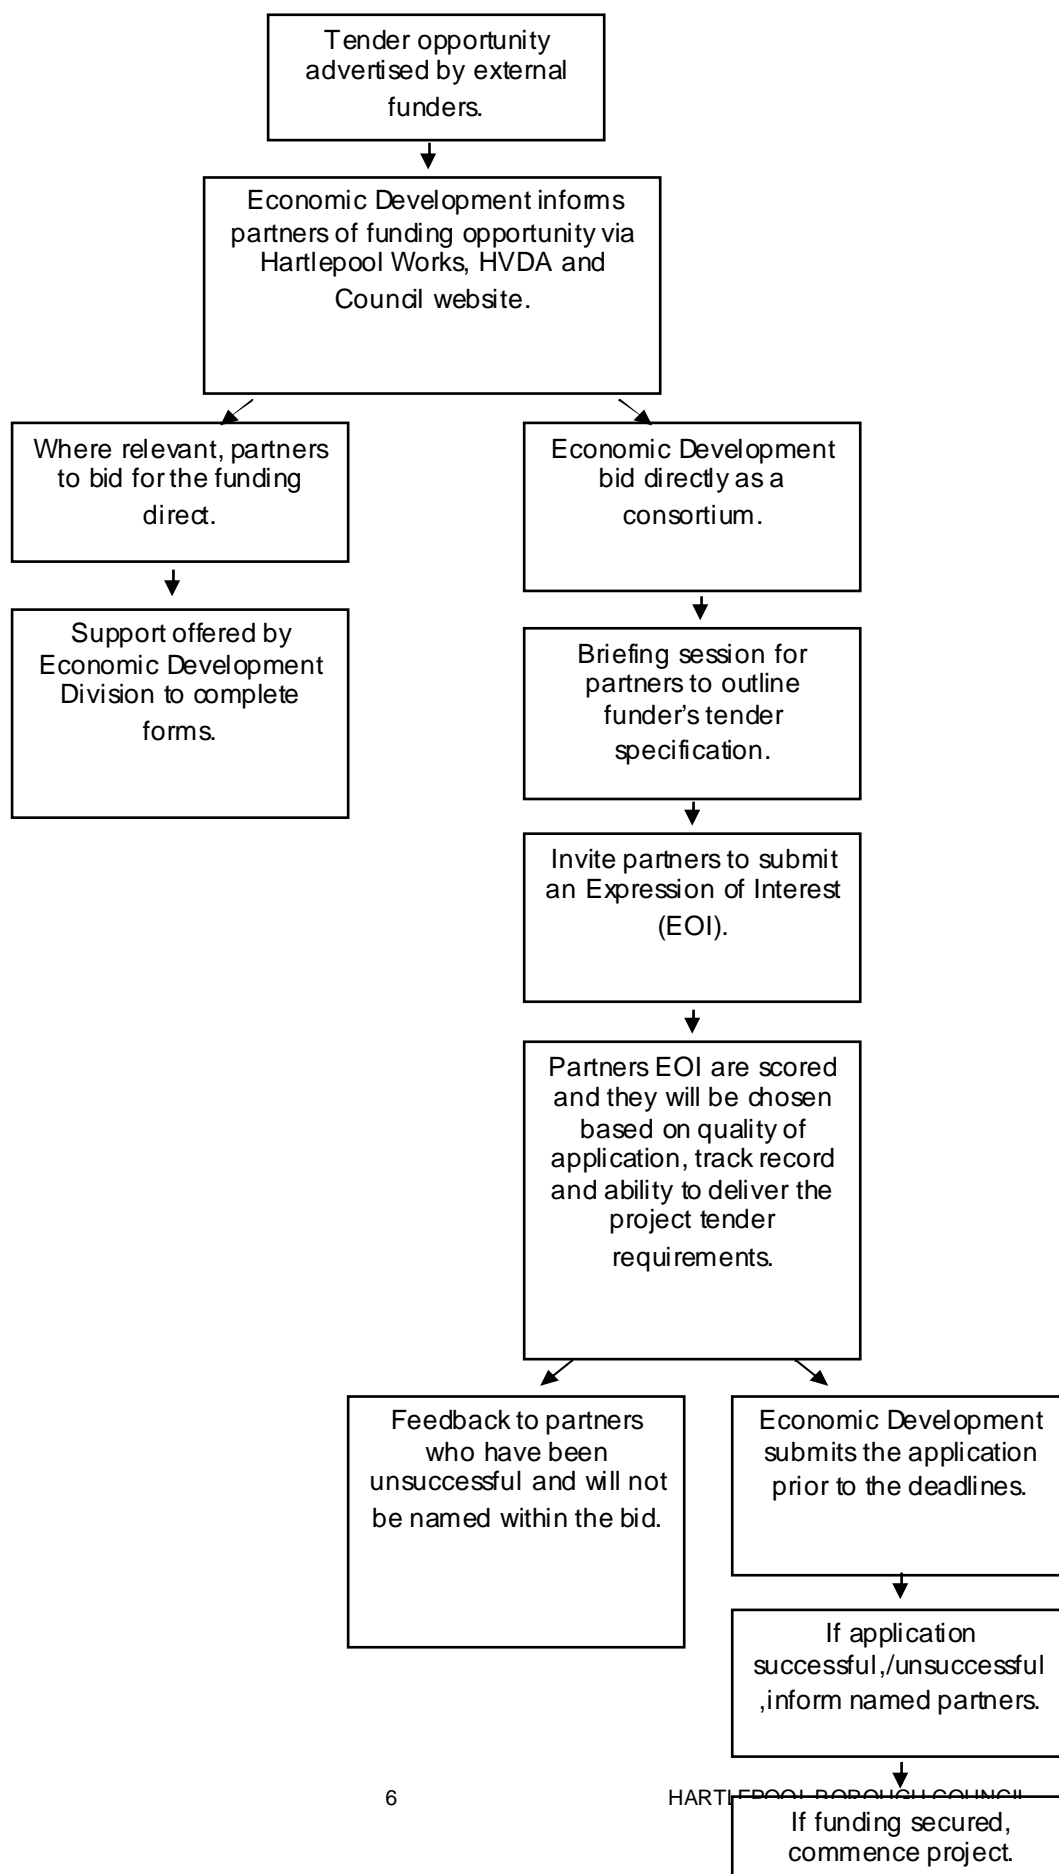 Tender opportunity
advertised by external
funders.
Economic Development informs
partners of funding opportunity via
Hartlepool Works, HVDA and
Council website.
Where relevant, partners
to bid for the funding
direct.
Support offered by
Economic Development
Division to complete
forms.
Economic Development
bid directly as a
consortium.
Briefing session for
partners to outline
funder's tender
specification.
Invite partners to submit
an Expression of Interest
(EOI).
Partners EOI are scored
and they will be chosen
based on quality of
application, track record
and ability to deliver the
project tender
requirements.
Feedback to partners
who have been
unsuccessful and will not
be named within the bid.
Economic Development
submits the application
prior to the deadlines.
If application
successful,/unsuccessful
,inform named partners.
6
HARTLEPOOL BOROUGH COUNCIL
If funding secured,
commence project.